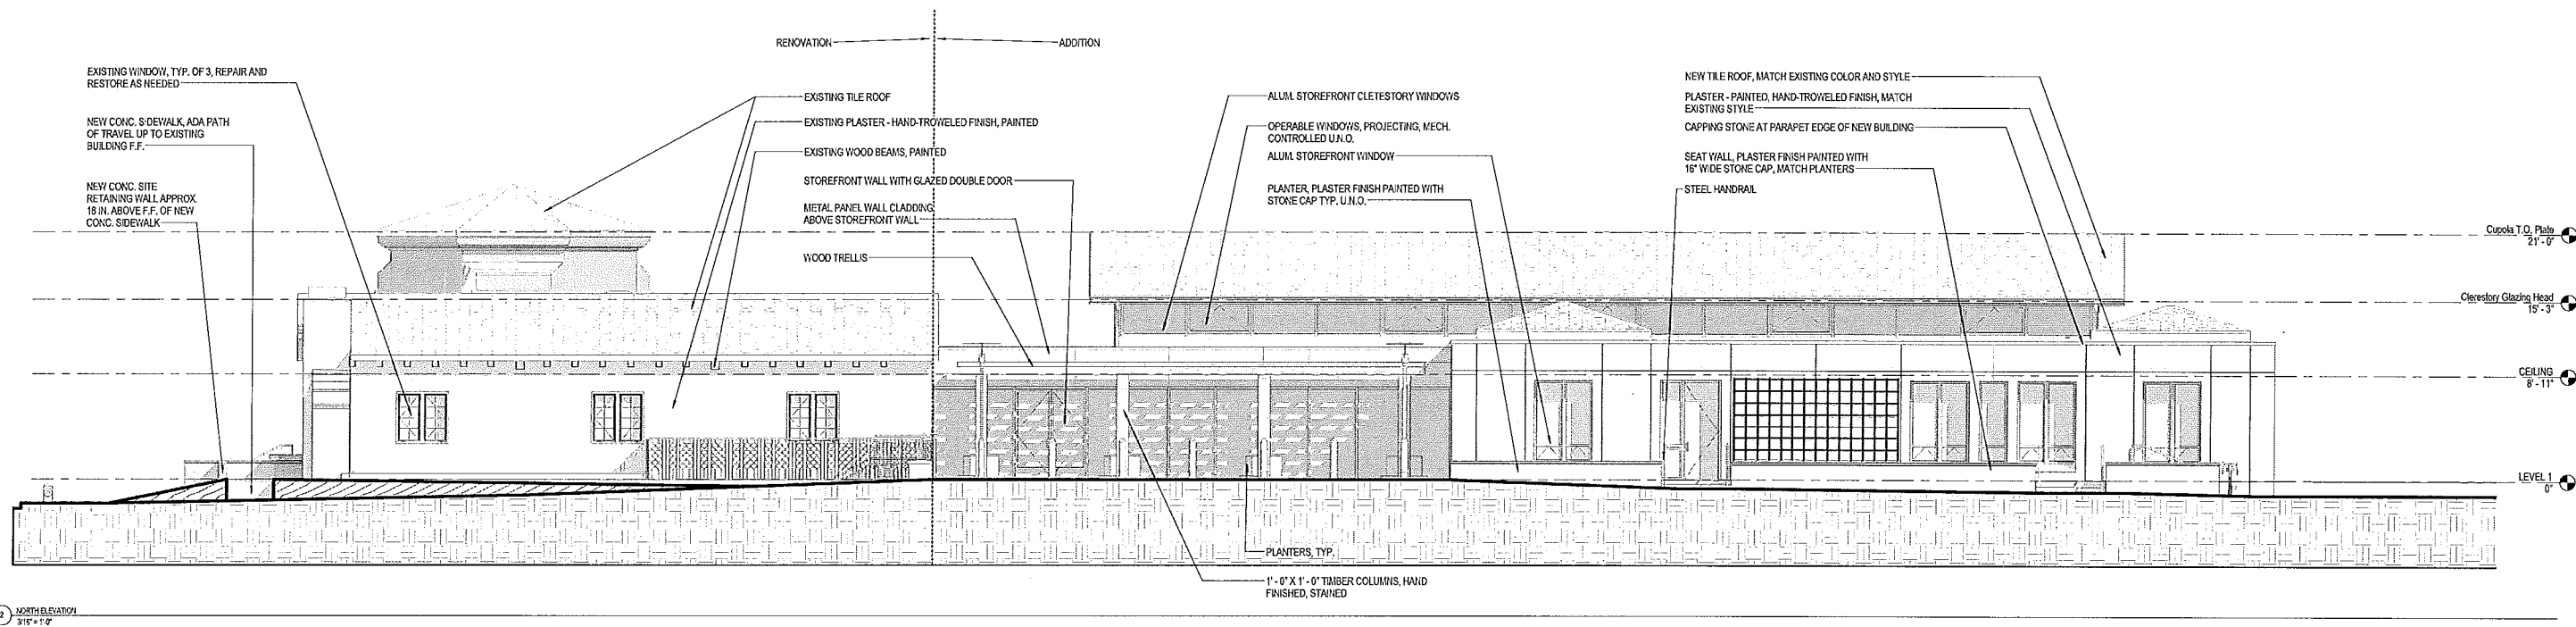 RENOVATION
ADDITION
EXISTING WINDOW, TYP. OF 3, REPAIR AND
RESTORE AS NEEDED
NEW CONC. SIDEWALK, ADA PATH
OF TRAVEL UP TO EXISTING
BUILDING F.F.
NEW CONC. SITE
RETAINING WALL APPROX.
18 IN. ABOVE F.F. OF NEW
CONC. SIDEWALK
EXISTING TILE ROOF
EXISTING PLASTER - HAND-TROWELED FINISH, PAINTED
EXISTING WOOD BEAMS, PAINTED
STOREFRONT WALL WITH GLAZED DOUBLE DOOR
METAL PANEL WALL CLADDING
ABOVE STOREFRONT WALL
WOOD TRELLIS
ALUM. STOREFRONT CLETESTORY WINDOWS
OPERABLE WINDOWS, PROJECTING, MECH.
CONTROLLED U.N.O.
ALUM. STOREFRONT WINDOW
PLANTER, PLASTER FINISH PAINTED WITH
STONE CAP TYP. U.N.O.
NEW TILE ROOF, MATCH EXISTING COLOR AND STYLE
PLASTER - PAINTED, HAND-TROWELED FINISH, MATCH
EXISTING STYLE
CAPPING STONE AT PARAPET EDGE OF NEW BUILDING
SEAT WALL, PLASTER FINISH PAINTED WITH
16" WIDE STONE CAP, MATCH PLANTERS
STEEL HANDRAIL
Cupola T.O. Plate
21' - 0"
Clerestory Glazing Head
15' - 3"
CEILING
8' - 11"
LEVEL 1
0"
PLANTERS, TYP.
1' - 0" X 1' - 0" TIMBER COLUMNS, HAND
FINISHED, STAINED
2
NORTH ELEVATION
3/16" = 1'-0"